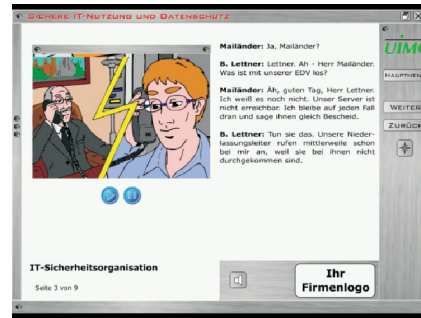 SICHERE IT-NUTZUNG UND DATENSCHUTZ
UIMC
Mailänder: Ja, Mailänder?
B. Lettner: Lettner. Ah - Herr Mailänder.
Was ist mit unserer EDV los?
Mailänder: Äh, guten Tag, Herr Lettner.
Ich weiß es noch nicht. Unser Server ist
nicht erreichbar. Ich bleibe auf jeden Fall
dran und sage ihnen gleich Bescheid.
B. Lettner: Tun sie das. Unsere Nieder-
lassungsleiter rufen mittlerweile schon
bei mir an, weil sie bei ihnen nicht
durchgekommen sind.
WEITER
ZURÜCK
IT-Sicherheitsorganisation
Seite 3 von 9
Ihr
Firmenlogo